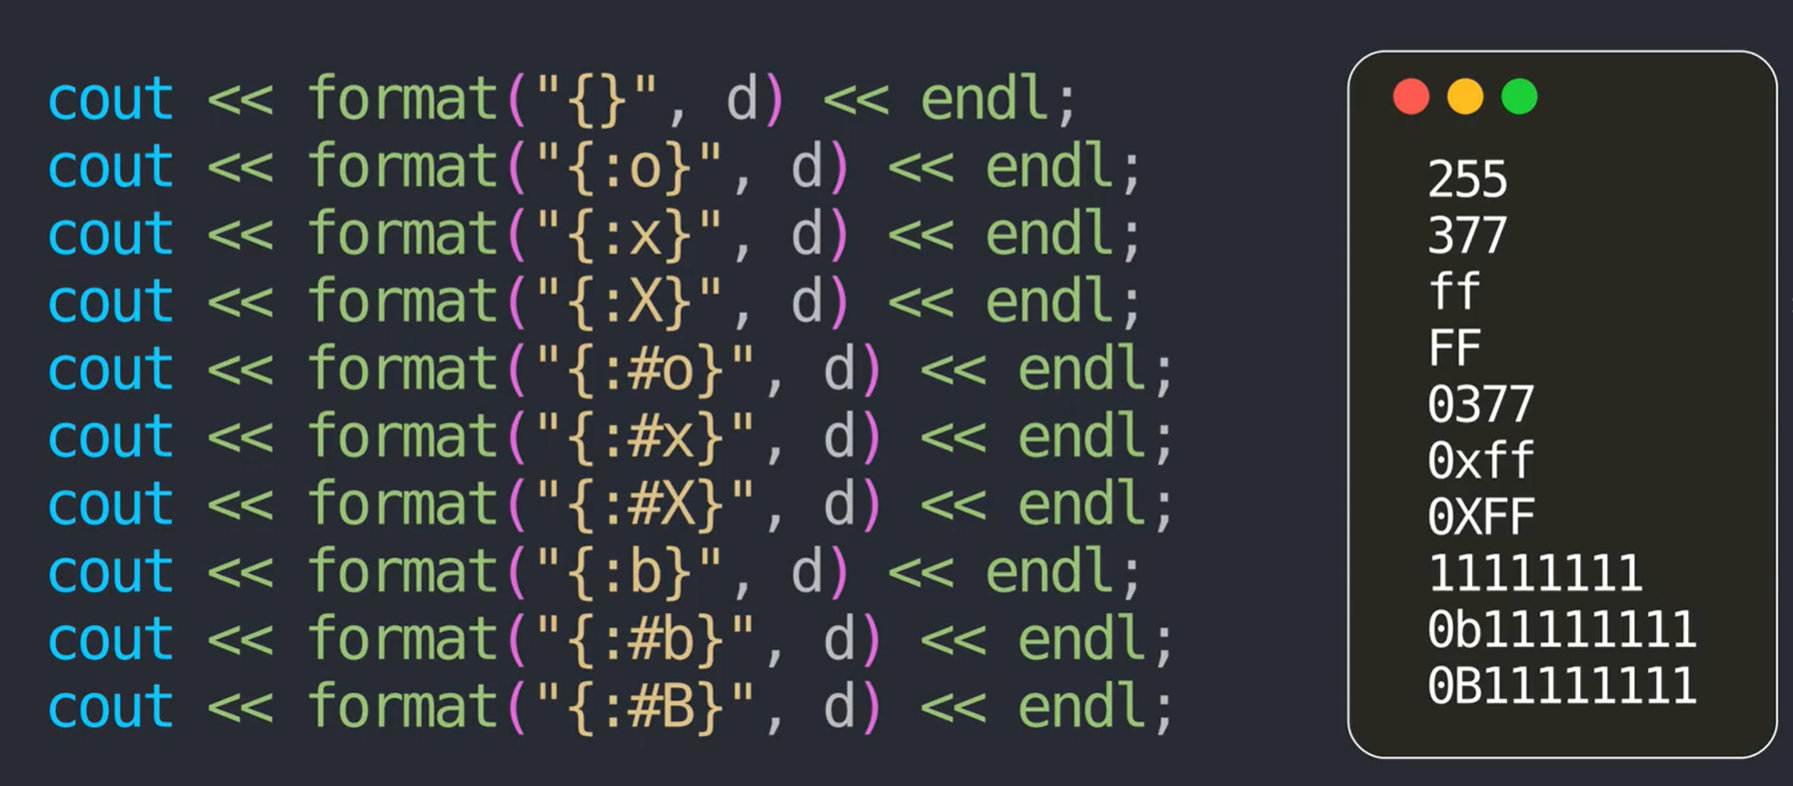 cout << format("{}", d) << endl;
cout << format("{:o}", d) << endl;
cout << format("{:x}", d) << endl;
cout << format("{:X}", d) << endl;
cout << format("{:#o}", d) << endl;
cout << format("{:#x}", d) << endl;
cout << format("{:#X}", d) << endl;
cout << format("{:b}", d) << endl;
cout << format("{:#b}", d) << endl;
cout << format("{:#B}", d) << endl;
255
377
ff
FF
0377
0xff
0XFF
11111111
0b11111111
0B11111111